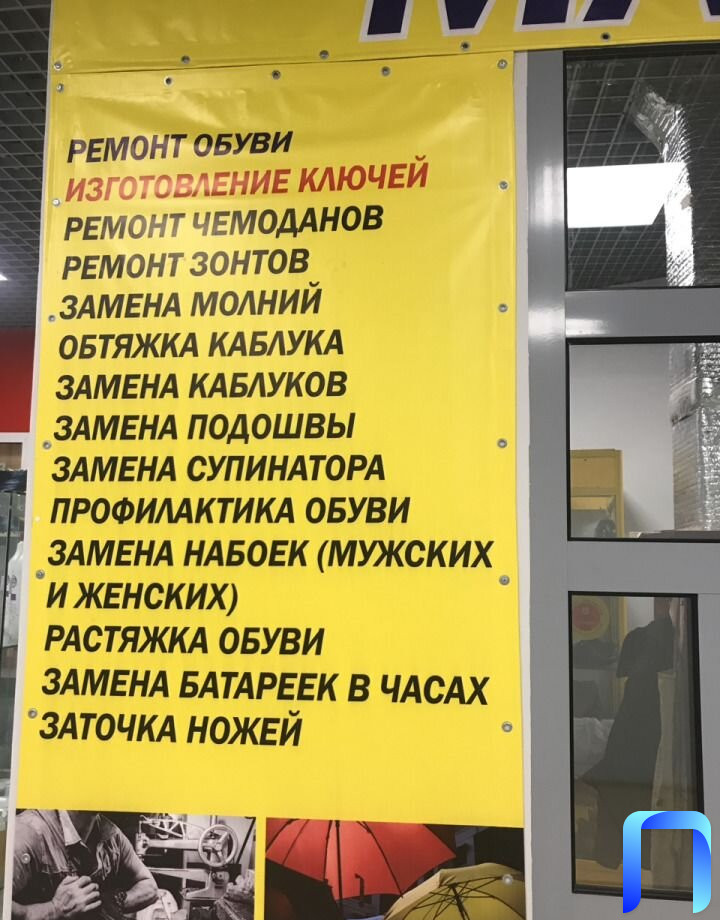 РЕМОНТ ОБУВИ
ИЗГОТОВЛЕНИЕ КЛЮЧЕЙ
РЕМОНТ ЧЕМОДАНОВ
РЕМОНТ ЗОНТОВ
ЗАМЕНА МОЛНИЙ
ОБТЯЖКА КАБЛУКА
ЗАМЕНА КАБЛУКОВ
ЗАМЕНА ПОДОШВЫ
ЗАМЕНА СУПИНАТОРА
ПРОФИЛАКТИКА ОБУВИ
ЗАМЕНА НАБОЕК (МУЖСКИХ
И ЖЕНСКИХ)
РАСТЯЖКА ОБУВИ
ЗАМЕНА БАТАРЕЕК В ЧАСАХ
ЗАТОЧКА НОЖЕЙ